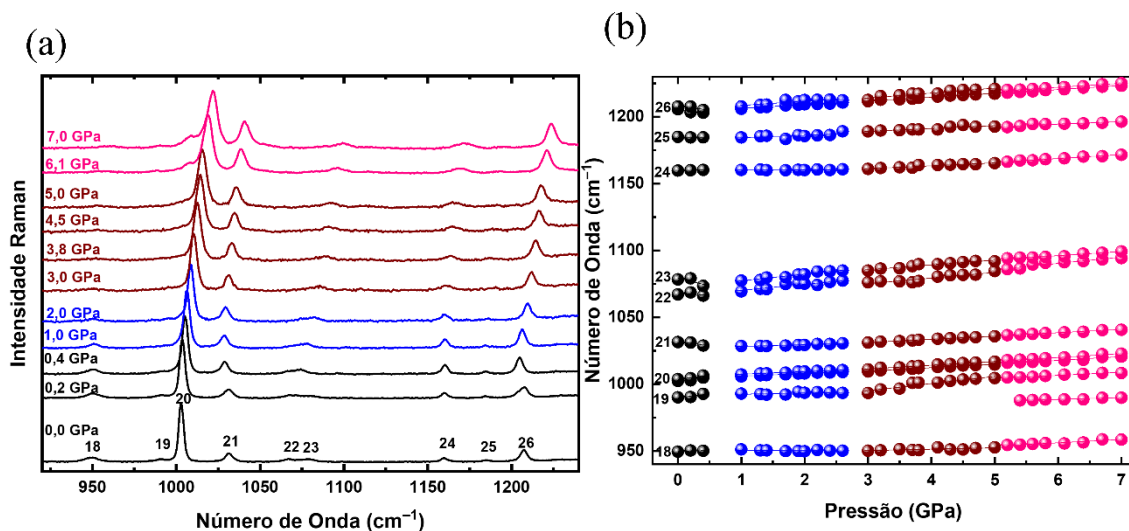 (a)
(b)
Intensidade Raman
7,0 GPa
6,1 GPa
5,0 GPa
4,5 GPa
3,8 GPa
3,0 GPa
2,0 GPa
1,0 GPa
0,4 GPa
0,2 GPa
0,0 GPa
18
19
20
21
22
23
24
25
26
950 1000 1050 1100 1150 1200
Número de Onda (cm⁻¹)
Número de Onda (cm⁻¹)
1200
1150
1100
1050
1000
950
26
25
24
23
22
21
20
19
18
0 1 2 3 4 5 6 7
Pressão (GPa)